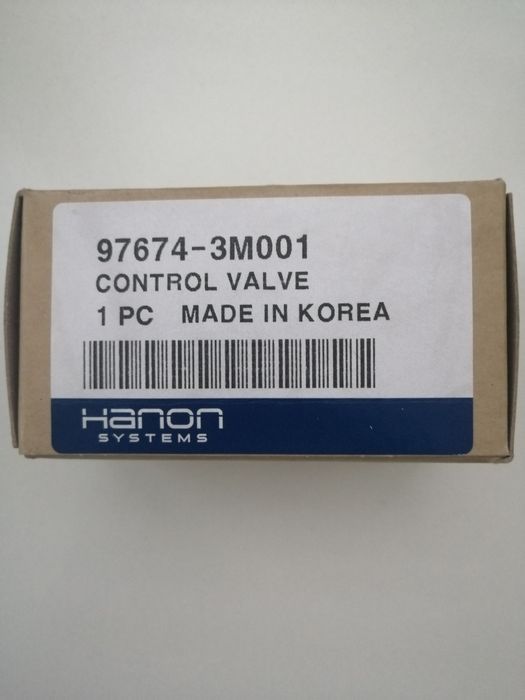 97674-3M001
CONTROL VALVE
1 PC MADE IN KOREA
Hanon
SYSTEMS